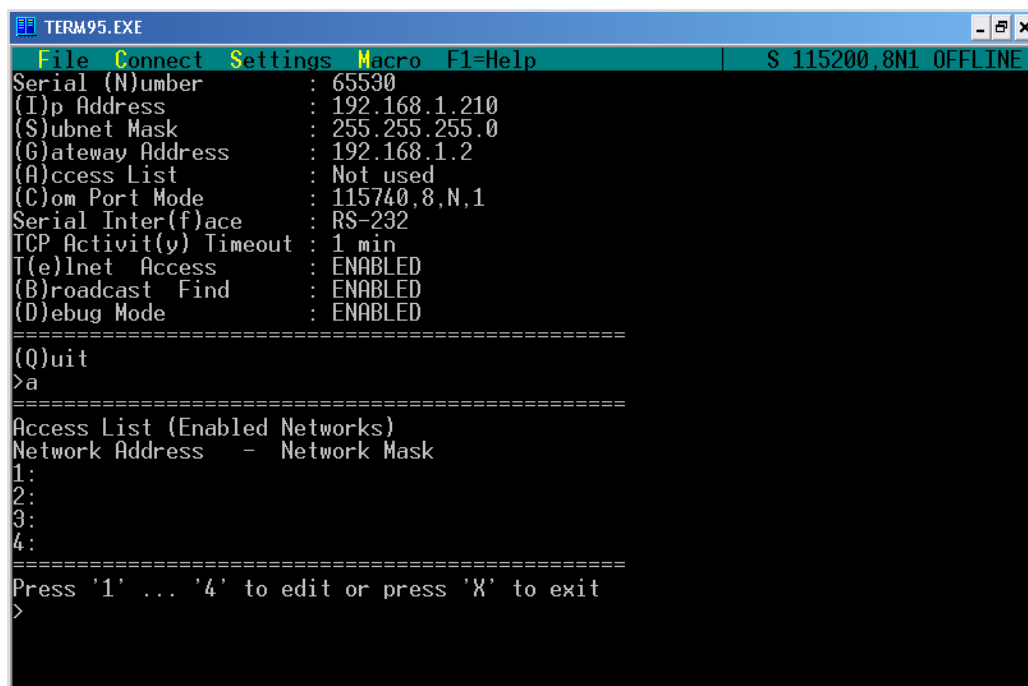 TERM95.EXE
File Connect Settings Macro F1=Help | S 115200,8N1 OFFLINE
Serial (N)umber : 65530
(I)p Address : 192.168.1.210
(S)ubnet Mask : 255.255.255.0
(G)ateway Address : 192.168.1.2
(A)ccess List : Not used
(C)om Port Mode : 115740,8,N,1
Serial Inter(f)ace : RS-232
TCP Activit(y) Timeout : 1 min
T(e)lnet Access : ENABLED
(B)roadcast Find : ENABLED
(D)ebug Mode : ENABLED
================================================
(Q)uit
>a
================================================
Access List (Enabled Networks)
Network Address - Network Mask
1:
2:
3:
4:
================================================
Press '1' ... '4' to edit or press 'X' to exit
>